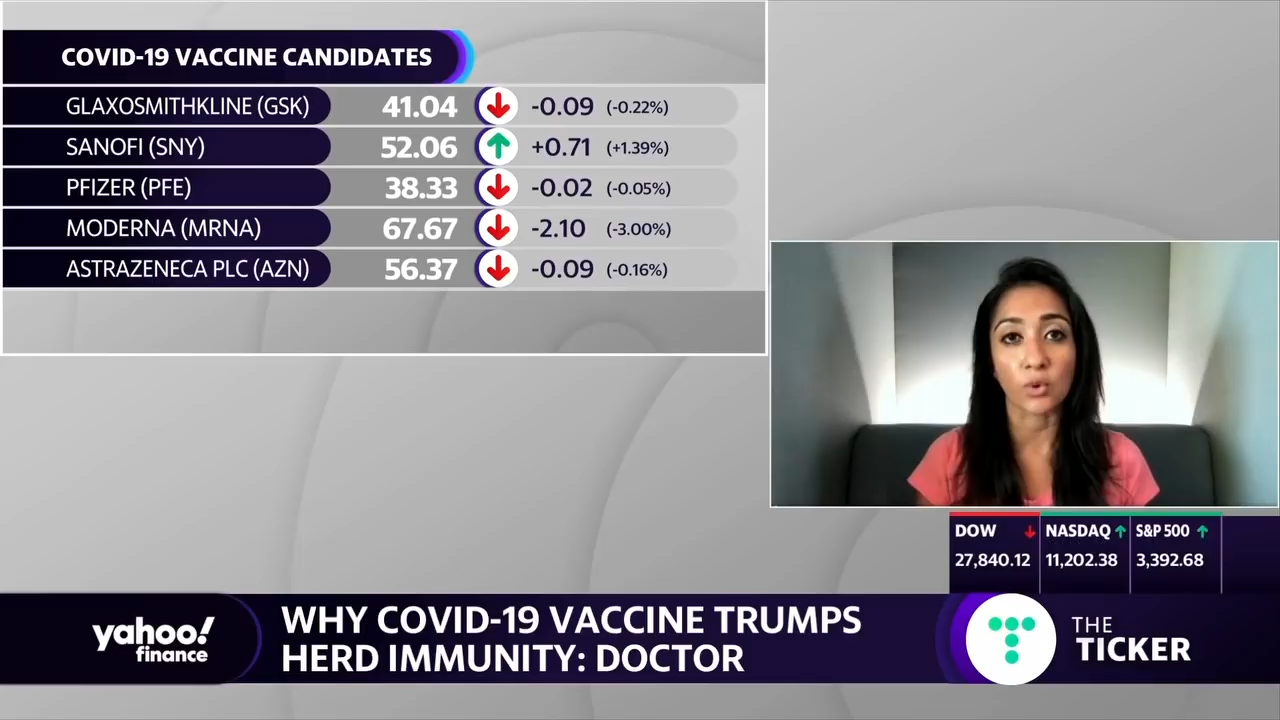 COVID-19 VACCINE CANDIDATES
GLAXOSMITHKLINE (GSK) 41.04 -0.09 (-0.22%)
SANOFI (SNY) 52.06 +0.71 (+1.39%)
PFIZER (PFE) 38.33 -0.02 (-0.05%)
MODERNA (MRNA) 67.67 -2.10 (-3.00%)
ASTRAZENECA PLC (AZN) 56.37 -0.09 (-0.16%)
DOW NASDAQ S&P 500
27,840.12 11,202.38 3,392.68
yahoo!
finance
WHY COVID-19 VACCINE TRUMPS
HERD IMMUNITY: DOCTOR
THE
TICKER